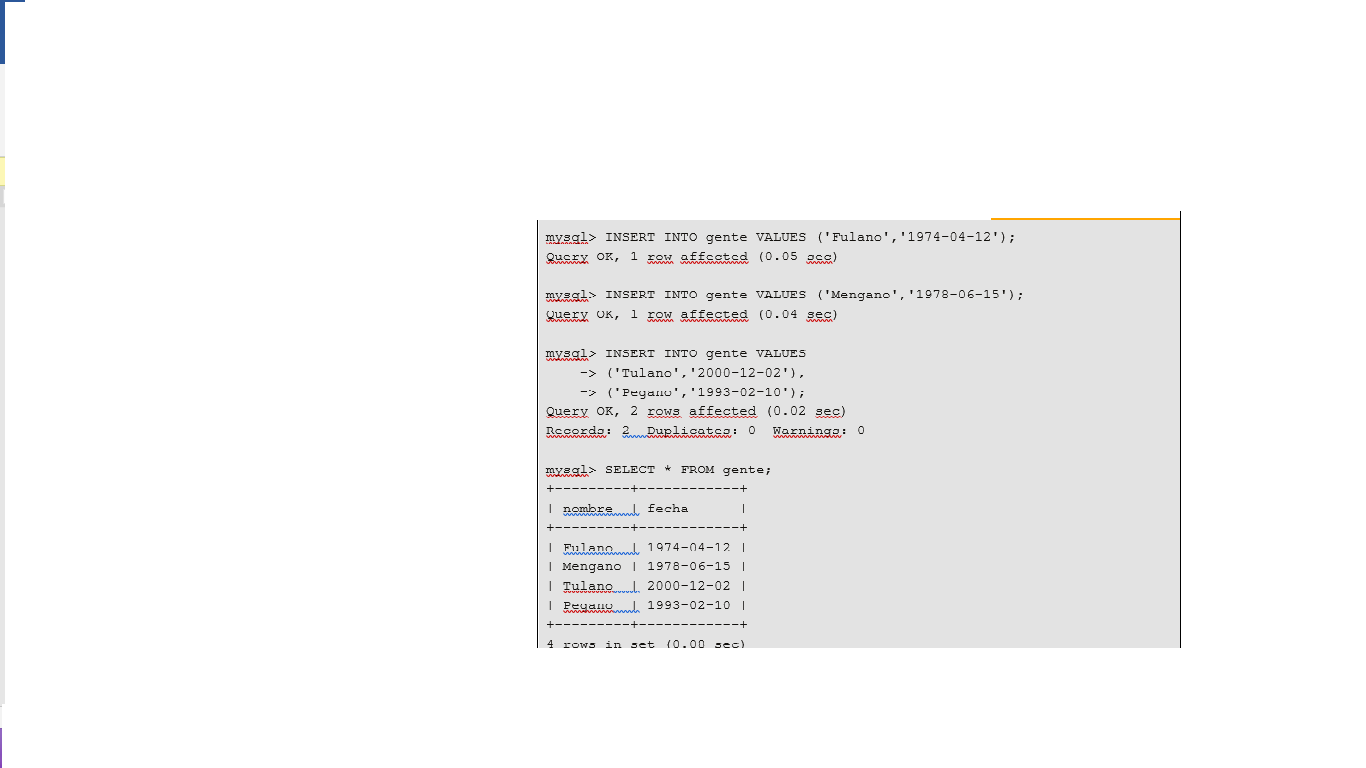 mysql> INSERT INTO gente VALUES ('Fulano','1974-04-12');
Query OK, 1 row affected (0.05 sec)
mysql> INSERT INTO gente VALUES ('Mengano','1978-06-15');
Query OK, 1 row affected (0.04 sec)
mysql> INSERT INTO gente VALUES
    -> ('Tulano','2000-12-02'),
    -> ('Pegano','1993-02-10');
Query OK, 2 rows affected (0.02 sec)
Records: 2  Duplicates: 0  Warnings: 0
mysql> SELECT * FROM gente;
+---------+------------+
| nombre  | fecha      |
+---------+------------+
| Fulano  | 1974-04-12 |
| Mengano | 1978-06-15 |
| Tulano  | 2000-12-02 |
| Pegano  | 1993-02-10 |
+---------+------------+
4 rows in set (0.00 sec)